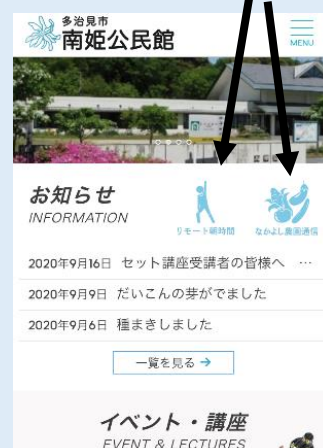 多治見市
南姫公民館
MENU
お知らせ
INFORMATION
リモート朝時間
なかよし農園通信
2020年9月16日 セット講座受講者の皆様へ …
2020年9月9日 だいこんの芽がでました
2020年9月6日 種まきしました
一覧を見る →
イベント・講座
EVENT & LECTURES